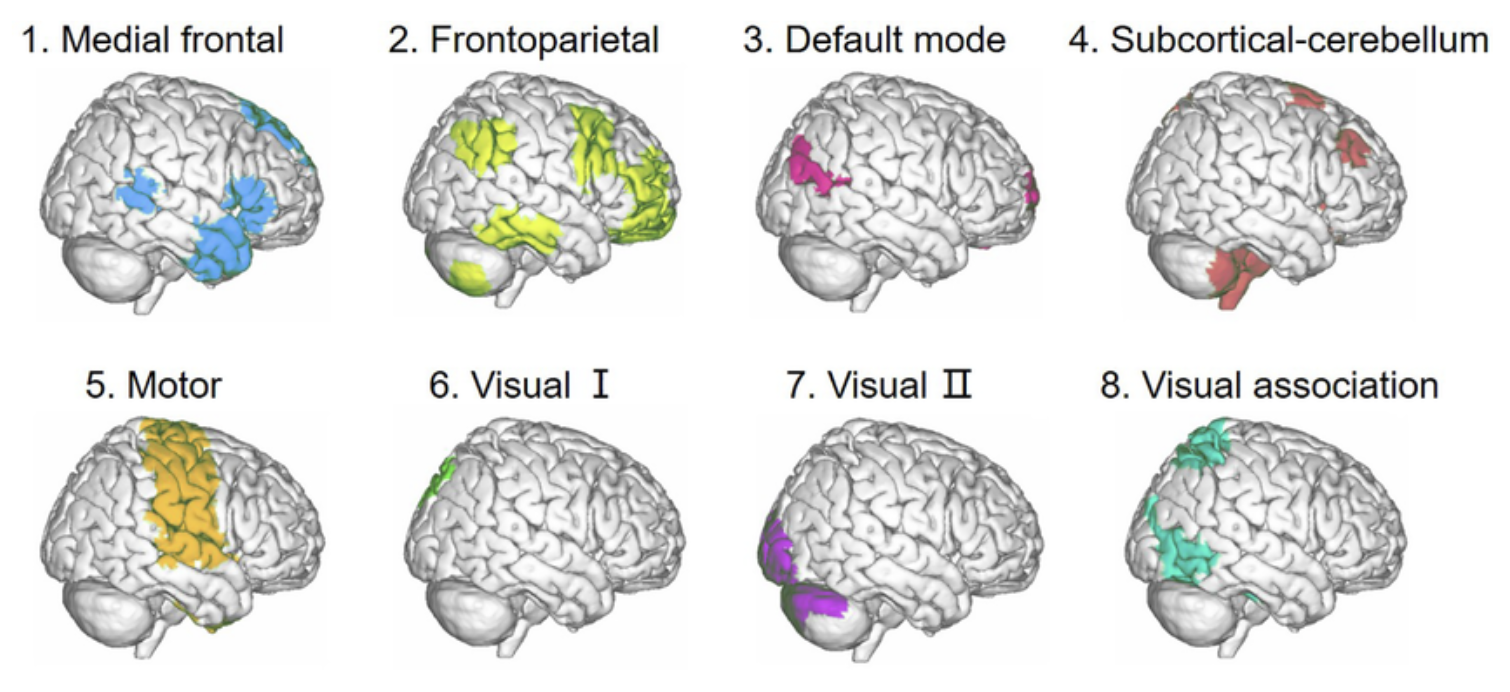 1. Medial frontal
2. Frontoparietal
3. Default mode
4. Subcortical-cerebellum
5. Motor
6. Visual Ⅰ
7. Visual Ⅱ
8. Visual association